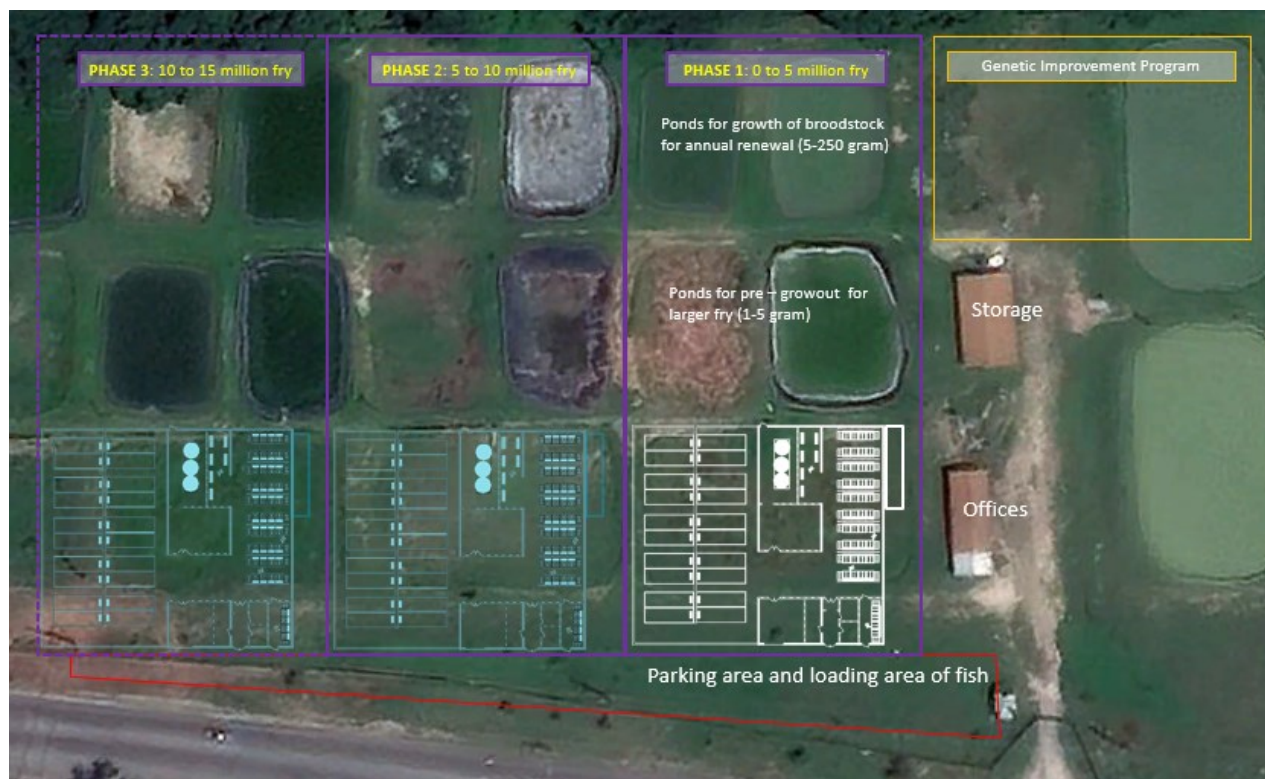 PHASE 3: 10 to 15 million fry
PHASE 2: 5 to 10 million fry
PHASE 1: 0 to 5 million fry
Genetic Improvement Program
Ponds for growth of broodstock
for annual renewal (5-250 gram)
Ponds for pre – growout for
larger fry (1-5 gram)
Storage
Offices
Parking area and loading area of fish